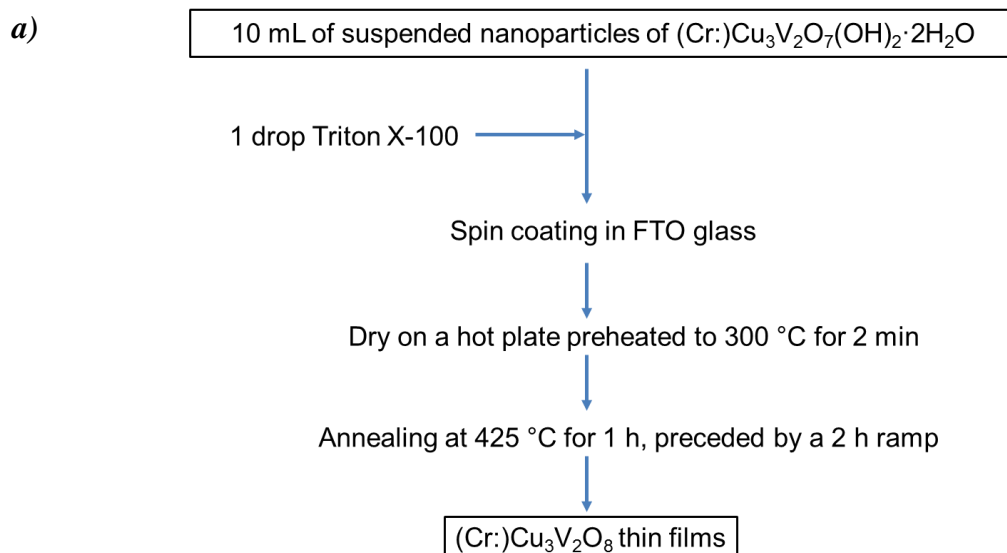 a)
10 mL of suspended nanoparticles of (Cr:)Cu₃V₂O₇(OH)₂·2H₂O
1 drop Triton X-100
Spin coating in FTO glass
Dry on a hot plate preheated to 300 °C for 2 min
Annealing at 425 °C for 1 h, preceded by a 2 h ramp
(Cr:)Cu₃V₂O₈ thin films